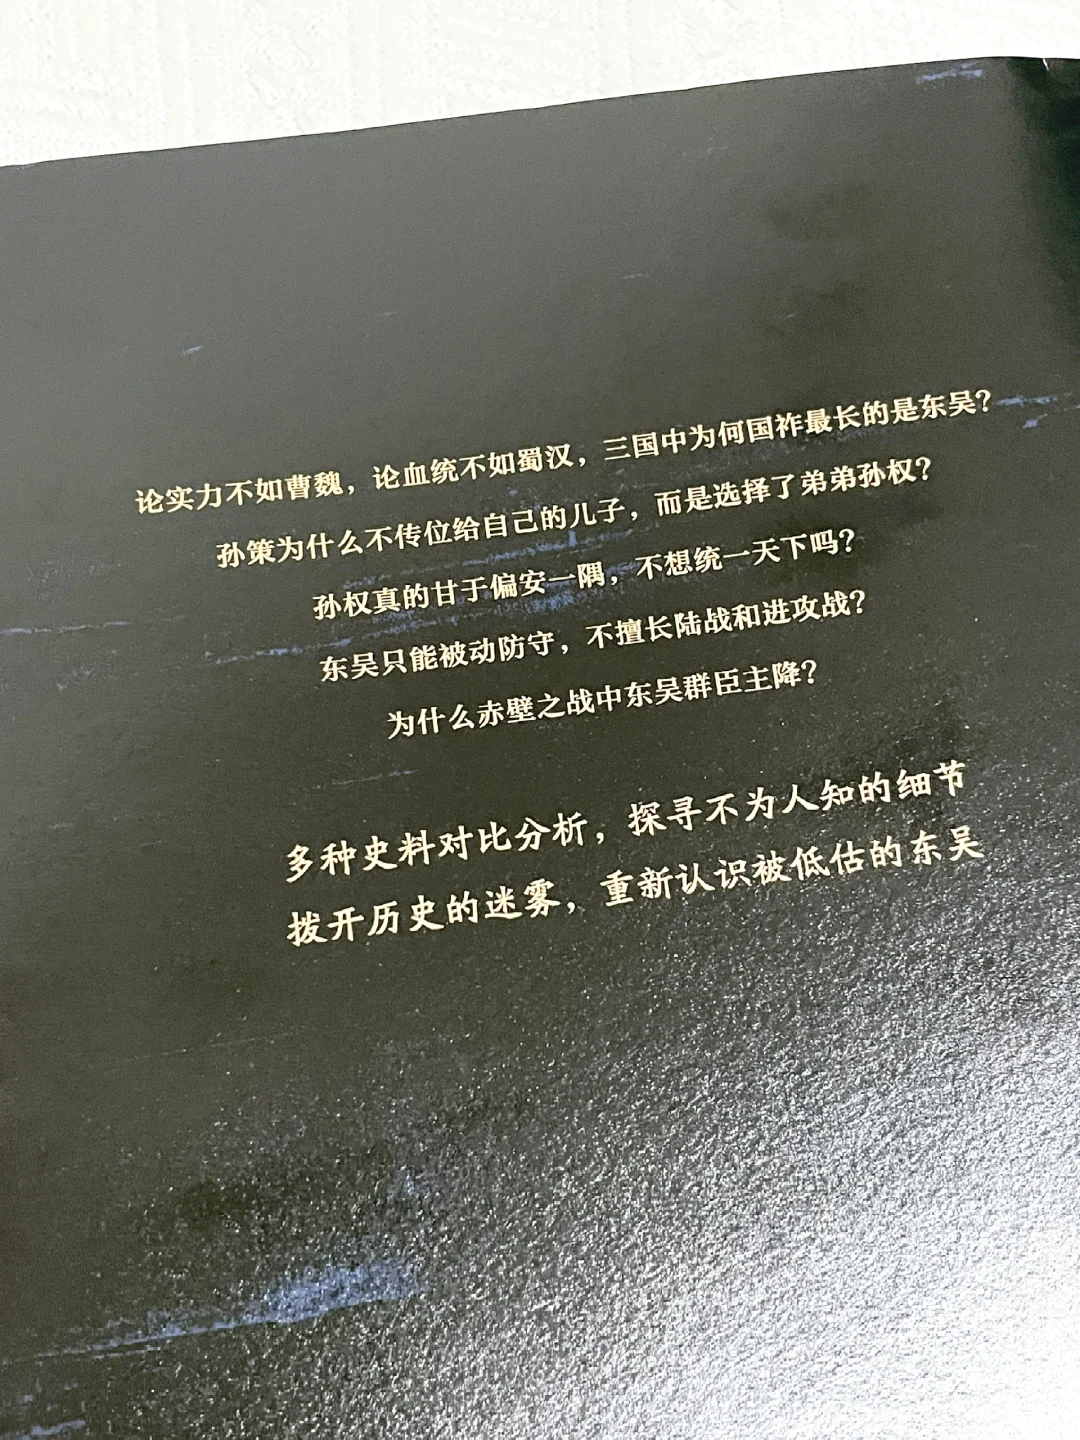 论实力不如曹魏，论血统不如蜀汉，三国中为何国祚最长的是东吴？
孙策为什么不传位给自己的儿子，而是选择了弟弟孙权？
孙权真的甘于偏安一隅，不想统一天下吗？
东吴只能被动防守，不擅长陆战和进攻战？
为什么赤壁之战中东吴群臣主降？
多种史料对比分析，探寻不为人知的细节
拨开历史的迷雾，重新认识被低估的东吴